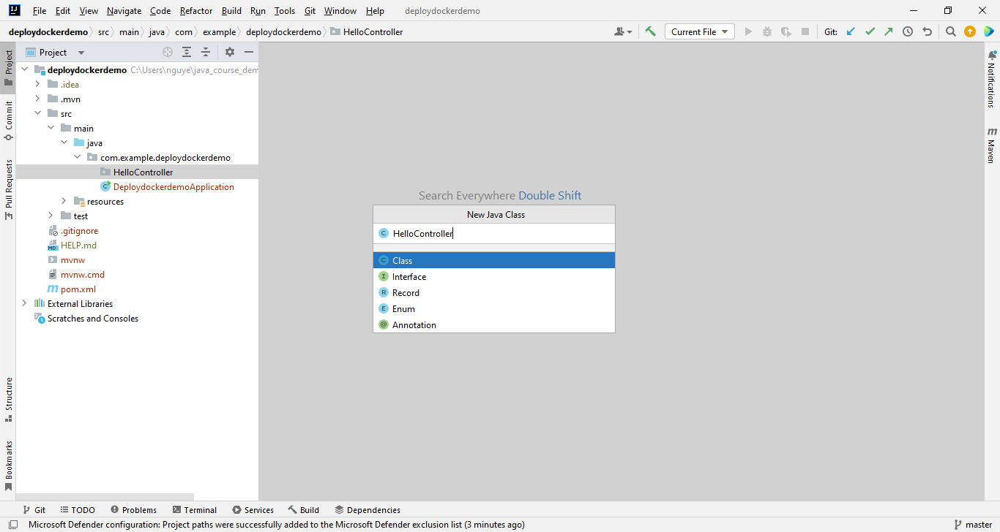 File Edit View Navigate Code Refactor Build Run Tools Git Window Help deploydockerdemo
deploydockerdemo src main java com example deploydockerdemo HelloController
Current File
Git:
Project
deploydockerdemo C:\Users\nguye\java_course_dem
.idea
.mvn
src
main
java
com.example.deploydockerdemo
HelloController
DeploydockerdemoApplication
resources
test
.gitignore
MD HELP.md
mvnw
mvnw.cmd
m pom.xml
External Libraries
Scratches and Consoles
Project
Commit
Pull Requests
Structure
Bookmarks
Search Everywhere Double Shift
New Java Class
C HelloController
C Class
I Interface
R Record
E Enum
@ Annotation
Notifications
m Maven
Git TODO Problems Terminal Services Build Dependencies
Microsoft Defender configuration: Project paths were successfully added to the Microsoft Defender exclusion list (3 minutes ago)
master